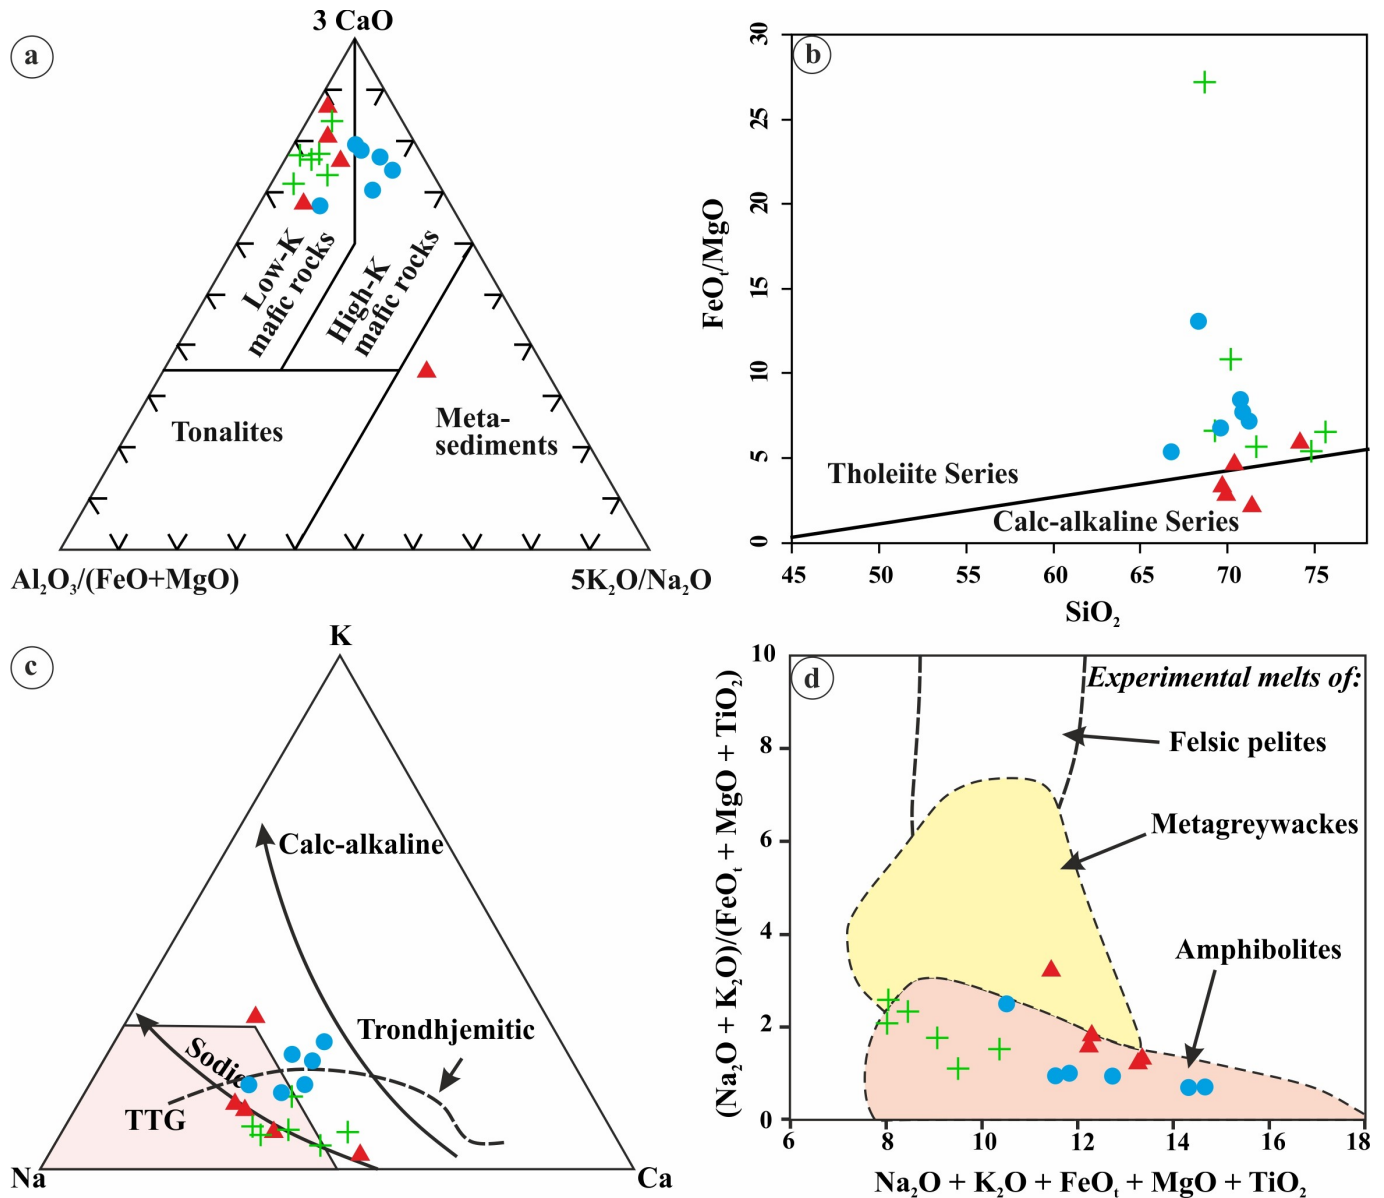 a
3 CaO
Low-K
mafic rocks
High-K
mafic rocks
Tonalites
Meta-
sediments
Al₂O₃/(FeO+MgO)
5K₂O/Na₂O
b
30
25
20
15
10
5
0
FeOₜ/MgO
Tholeiite Series
Calc-alkaline Series
45
50
55
60
65
70
75
SiO₂
c
K
Calc-alkaline
Trondhjemitic
Sodic
TTG
Na
Ca
d
10
8
6
4
2
0
(Na₂O + K₂O)/(FeOₜ + MgO + TiO₂)
Experimental melts of:
Felsic pelites
Metagreywackes
Amphibolites
6
8
10
12
14
16
18
Na₂O + K₂O + FeOₜ + MgO + TiO₂